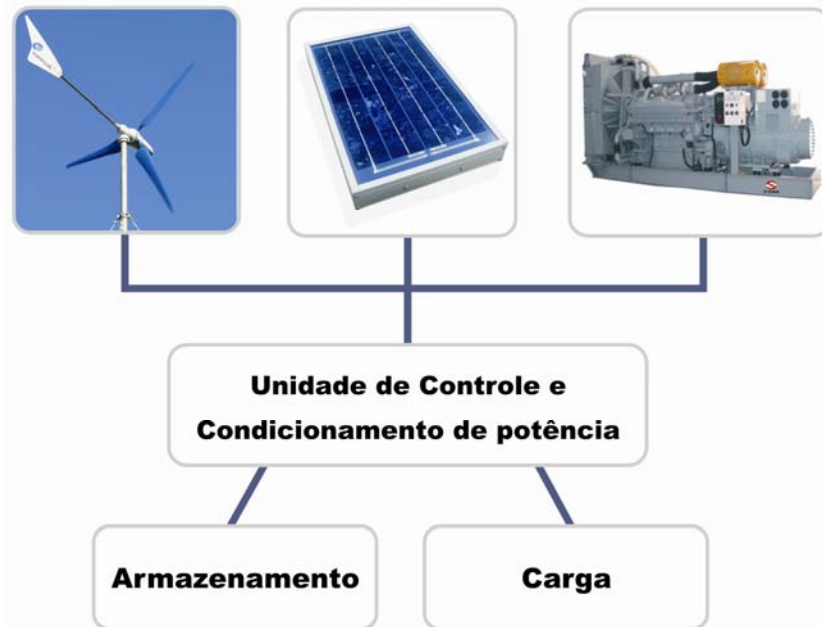 Unidade de Controle e
Condicionamento de potência
Armazenamento
Carga